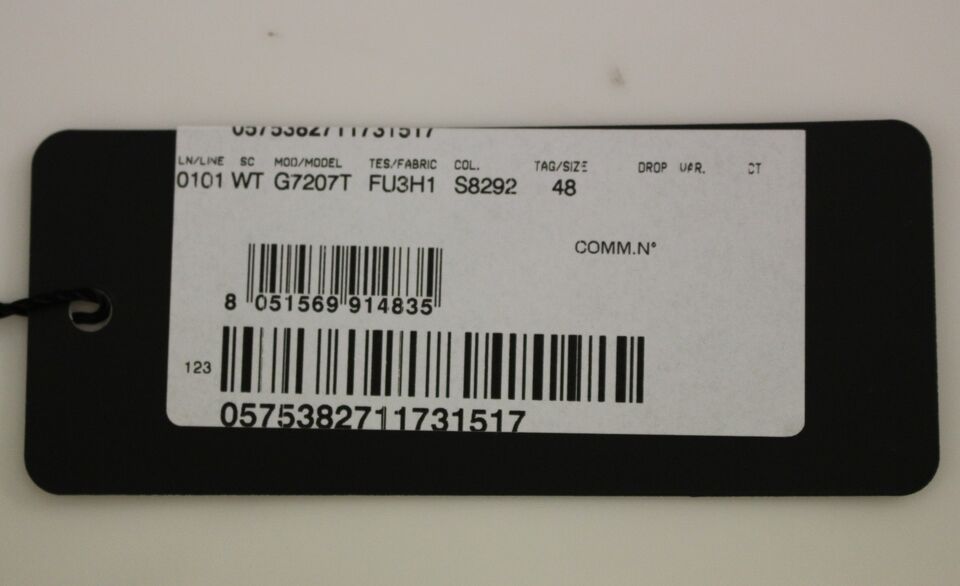 0575382711731517
LN/LINE SC MOD/MODEL TES/FABRIC COL. TAG/SIZE DROP VAR. CT
0101 WT G7207T FU3H1 S8292 48
COMM.N°
8 051569 914835
123
0575382711731517